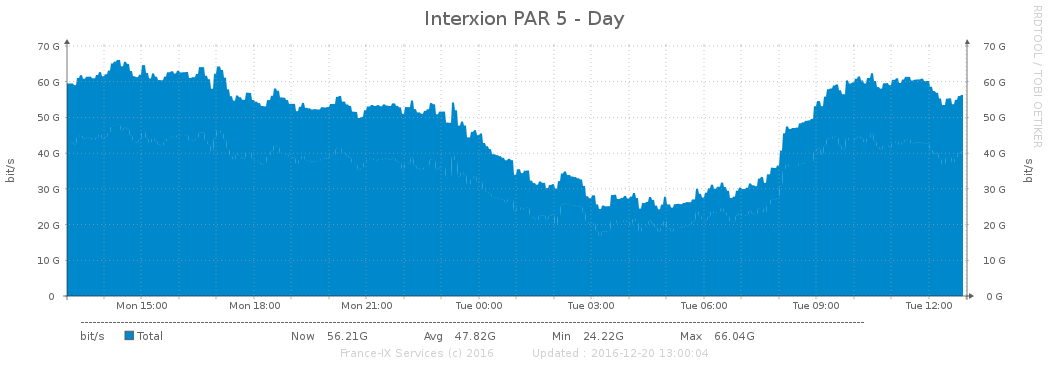 Interxion PAR 5 - Day
RRDTOOL / TOBI OETIKER
bit/s
70 G
60 G
50 G
40 G
30 G
20 G
10 G
0
70 G
60 G
50 G
40 G
30 G
20 G
10 G
0 G
bit/s
Mon 15:00 Mon 18:00 Mon 21:00 Tue 00:00 Tue 03:00 Tue 06:00 Tue 09:00 Tue 12:00
bit/s Total Now 56.21G Avg 47.82G Min 24.22G Max 66.04G
France-IX Services (c) 2016 Updated : 2016-12-20 13:00:04